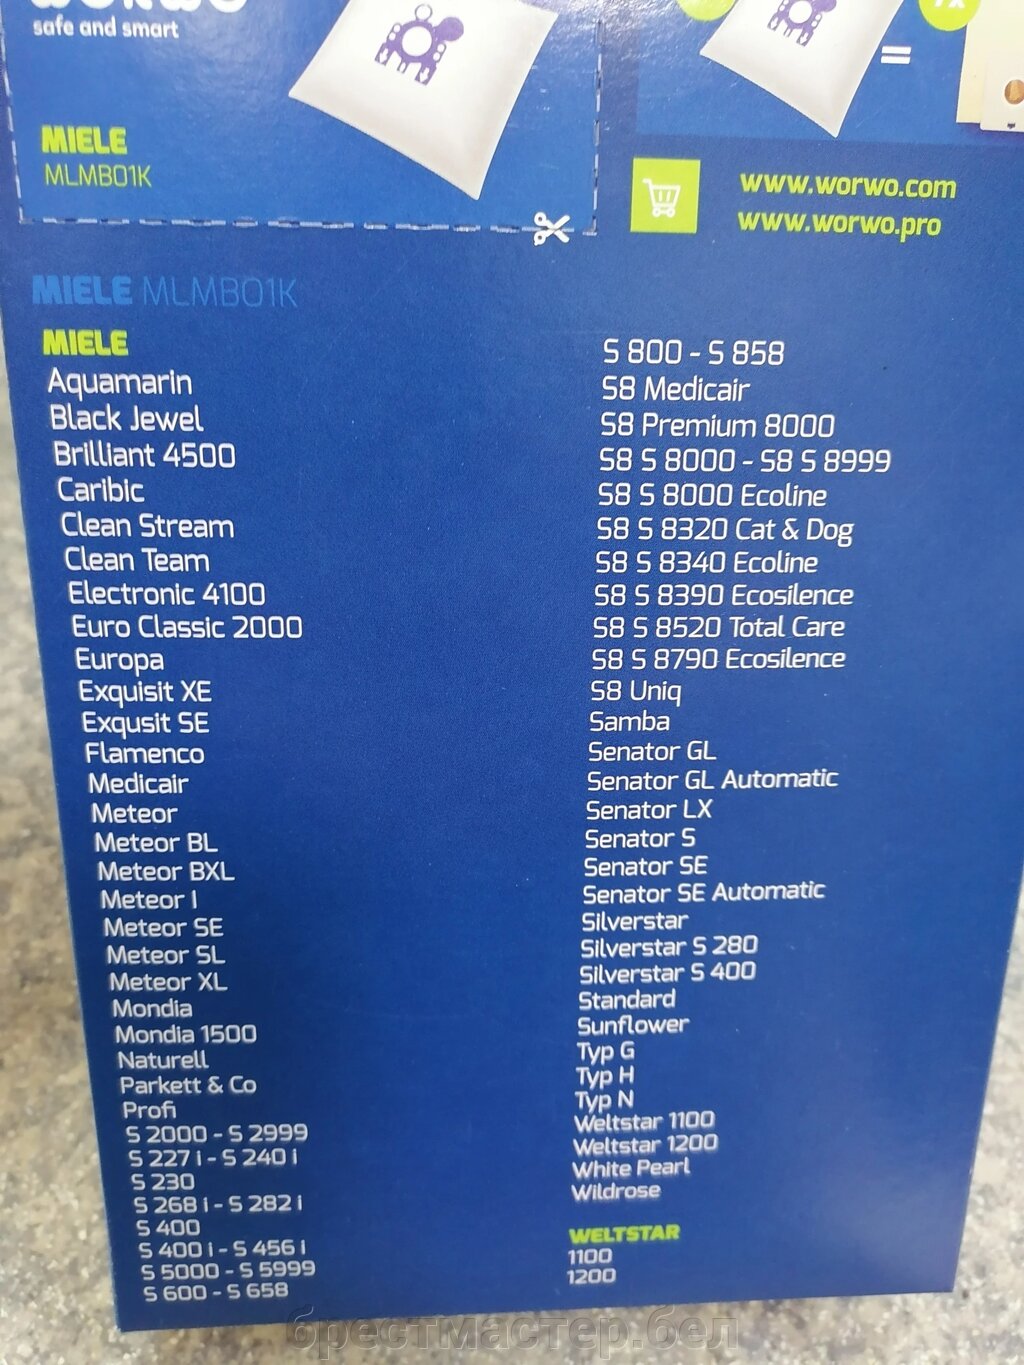 worwo
safe and smart
MIELE
MLMB01K
=
1x
www.worwo.com
www.worwo.pro
MIELE MLMB01K
MIELE
Aquamarin
Black Jewel
Brilliant 4500
Caribic
Clean Stream
Clean Team
Electronic 4100
Euro Classic 2000
Europa
Exquisit XE
Exqusit SE
Flamenco
Medicair
Meteor
Meteor BL
Meteor BXL
Meteor I
Meteor SE
Meteor SL
Meteor XL
Mondia
Mondia 1500
Naturell
Parkett & Co
Profi
S 2000 - S 2999
S 227 i - S 240 i
S 230
S 268 i - S 282 i
S 400
S 400 i - S 456 i
S 5000 - S 5999
S 600 - S 658
S 800 - S 858
S8 Medicair
S8 Premium 8000
S8 S 8000 - S8 S 8999
S8 S 8000 Ecoline
S8 S 8320 Cat & Dog
S8 S 8340 Ecoline
S8 S 8390 Ecosilence
S8 S 8520 Total Care
S8 S 8790 Ecosilence
S8 Uniq
Samba
Senator GL
Senator GL Automatic
Senator LX
Senator S
Senator SE
Senator SE Automatic
Silverstar
Silverstar S 280
Silverstar S 400
Standard
Sunflower
Typ G
Typ H
Typ N
Weltstar 1100
Weltstar 1200
White Pearl
Wildrose
WELTSTAR
1100
1200
брестмастер.бел